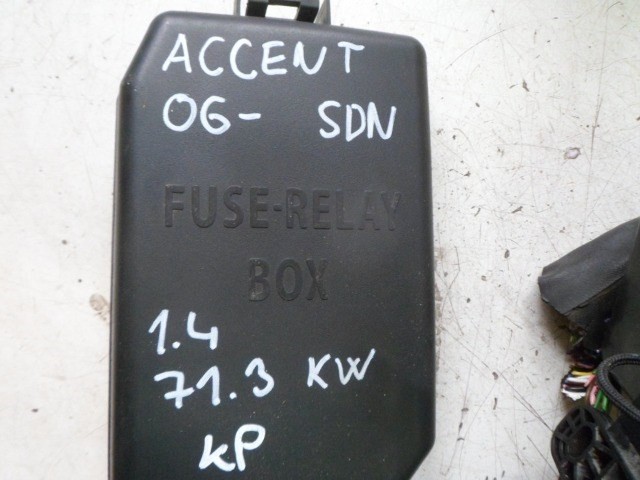 ACCENT
06- SDN
FUSE-RELAY
BOX
1.4
71.3 KW
KP